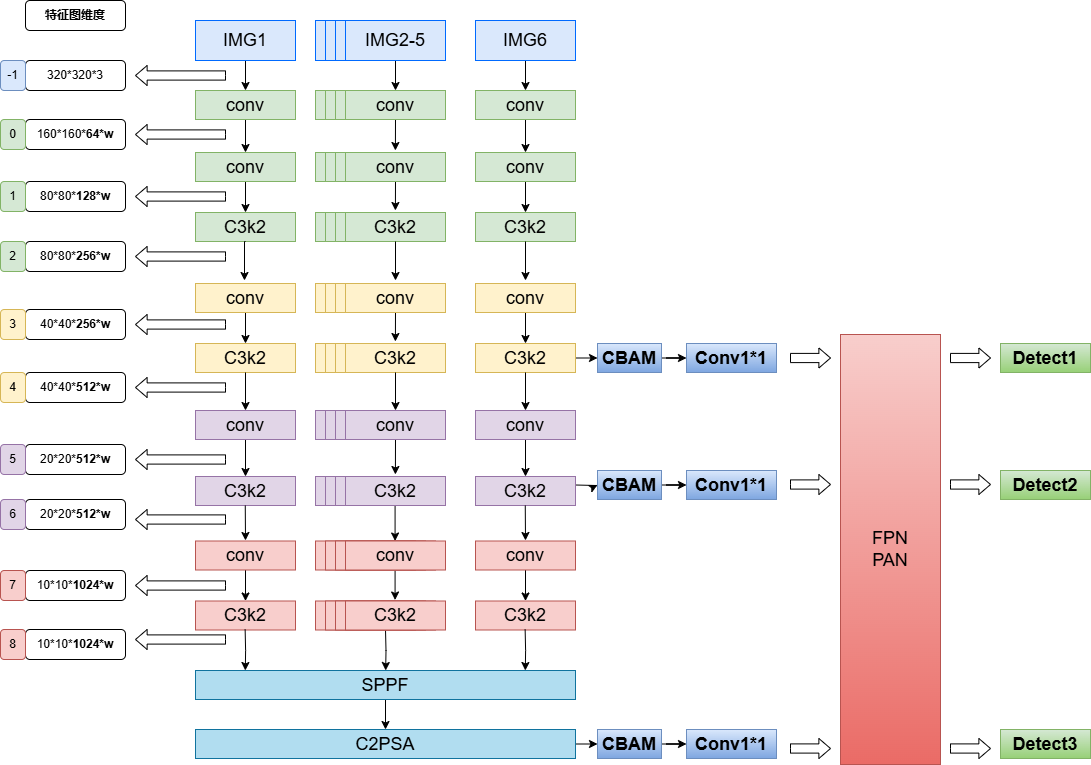 特征图维度
IMG1
IMG2-5
IMG6
-1
320*320*3
conv
conv
conv
0
160*160*64*w
conv
conv
conv
1
80*80*128*w
C3k2
C3k2
C3k2
2
80*80*256*w
conv
conv
conv
3
40*40*256*w
C3k2
C3k2
C3k2
CBAM
Conv1*1
Detect1
4
40*40*512*w
conv
conv
conv
5
20*20*512*w
C3k2
C3k2
C3k2
CBAM
Conv1*1
Detect2
6
20*20*512*w
FPN
PAN
conv
conv
conv
7
10*10*1024*w
C3k2
C3k2
C3k2
8
10*10*1024*w
SPPF
C2PSA
CBAM
Conv1*1
Detect3